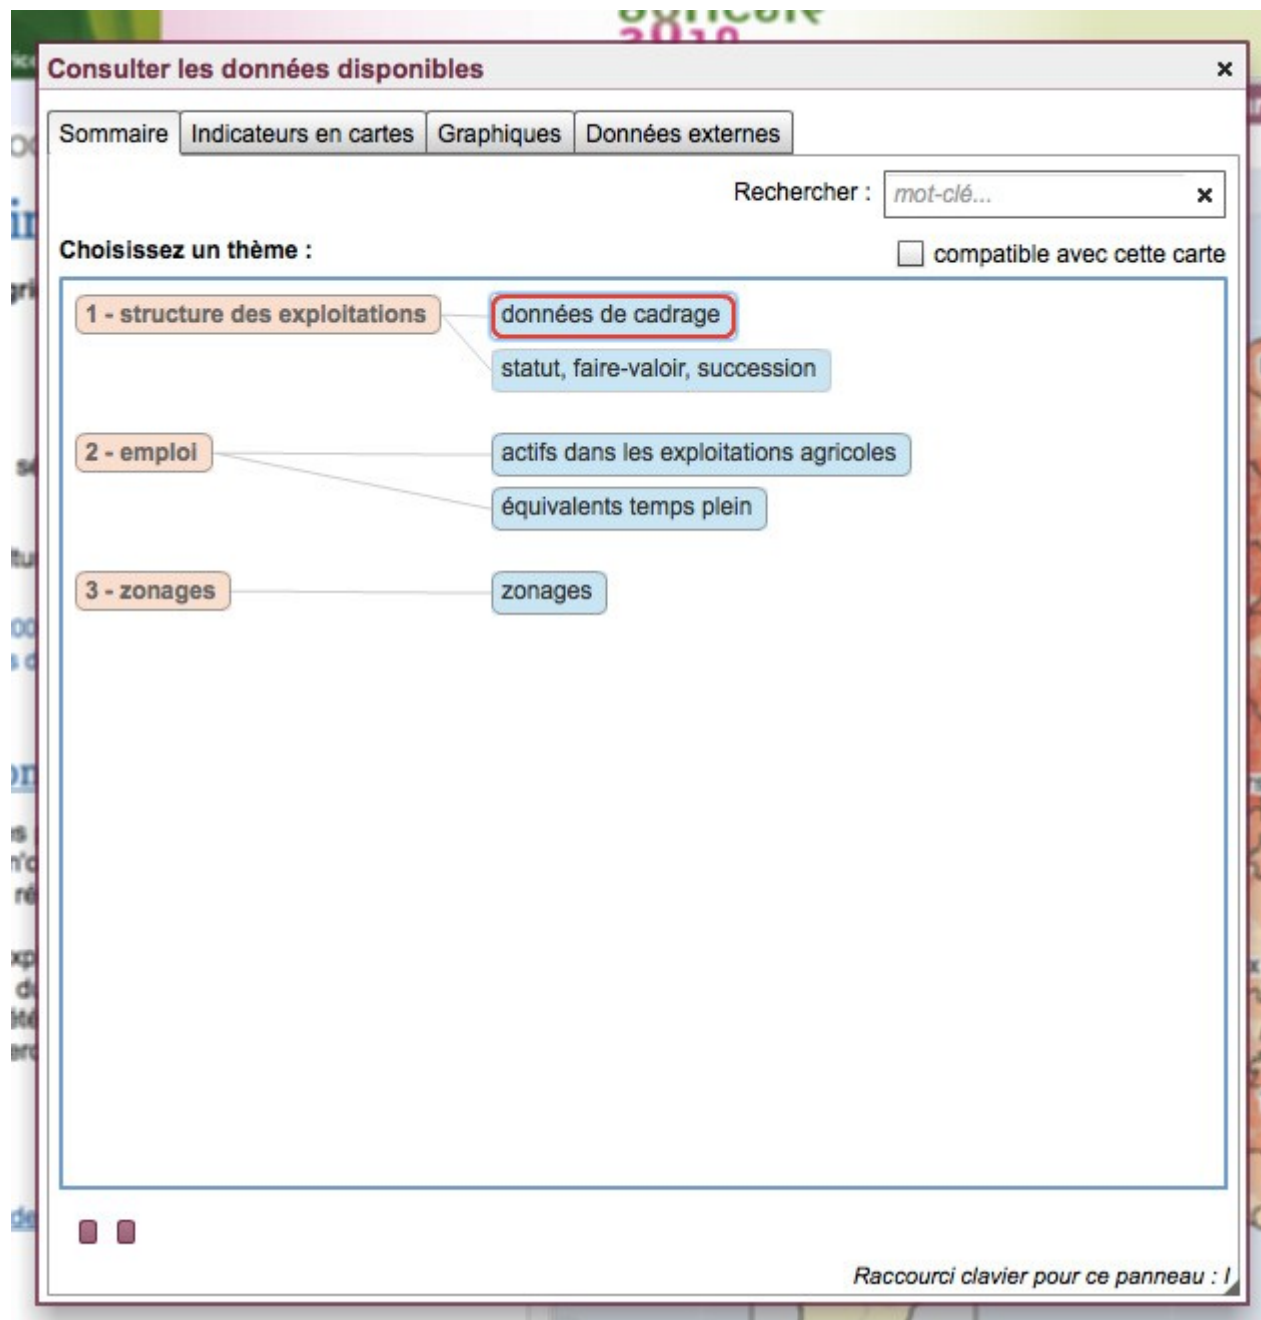 2010
Consulter les données disponibles
Sommaire Indicateurs en cartes Graphiques Données externes
Rechercher : mot-clé...
Choisissez un thème :
compatible avec cette carte
1 - structure des exploitations
données de cadrage
statut, faire-valoir, succession
2 - emploi
actifs dans les exploitations agricoles
équivalents temps plein
3 - zonages
zonages
Raccourci clavier pour ce panneau : I